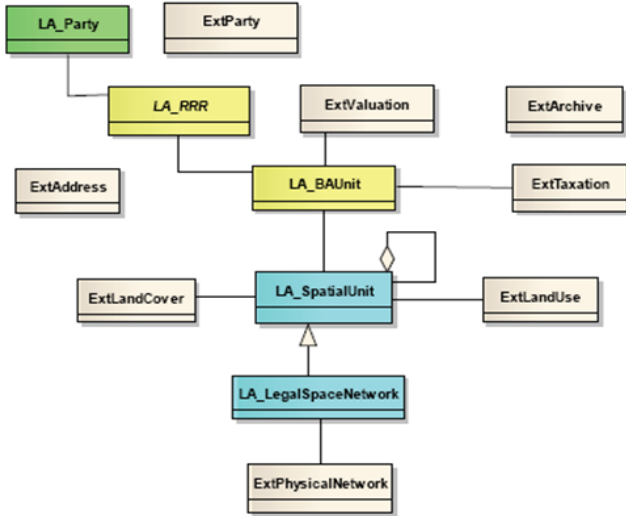 LA_Party
ExtParty
LA_RRR
ExtValuation
ExtArchive
ExtAddress
LA_BAUnit
ExtTaxation
ExtLandCover
LA_SpatialUnit
ExtLandUse
LA_LegalSpaceNetwork
ExtPhysicalNetwork